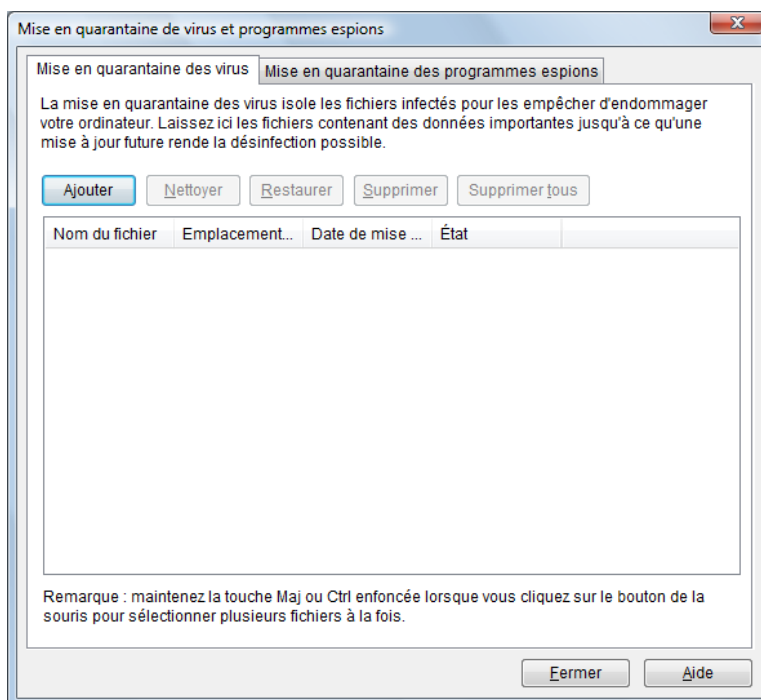 Mise en quarantaine de virus et programmes espions
Mise en quarantaine des virus Mise en quarantaine des programmes espions
La mise en quarantaine des virus isole les fichiers infectés pour les empêcher d'endommager
votre ordinateur. Laissez ici les fichiers contenant des données importantes jusqu'à ce qu'une
mise à jour future rende la désinfection possible.
Ajouter Nettoyer Restaurer Supprimer Supprimer tous
Nom du fichier Emplacement... Date de mise ... État
Remarque : maintenez la touche Maj ou Ctrl enfoncée lorsque vous cliquez sur le bouton de la
souris pour sélectionner plusieurs fichiers à la fois.
Fermer Aide